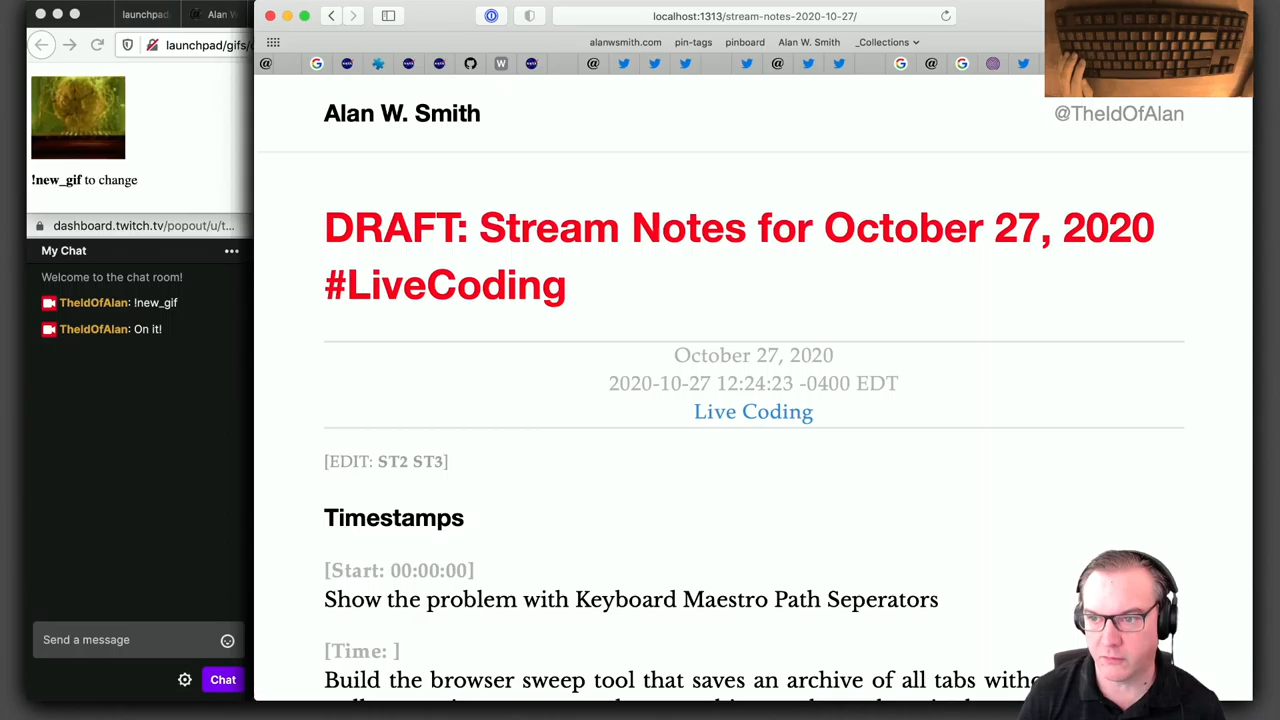 launchpad
Alan W
launchpad/gifs/
!new_gif to change
dashboard.twitch.tv/popout/u/t...
My Chat
Welcome to the chat room!
TheIdOfAlan: !new_gif
TheIdOfAlan: On it!
Send a message
Chat
localhost:1313/stream-notes-2020-10-27/
alanwsmith.com pin-tags pinboard Alan W. Smith _Collections
Alan W. Smith
@TheIdOfAlan
DRAFT: Stream Notes for October 27, 2020
#LiveCoding
October 27, 2020
2020-10-27 12:24:23 -0400 EDT
Live Coding
[EDIT: ST2 ST3]
Timestamps
[Start: 00:00:00]
Show the problem with Keyboard Maestro Path Seperators
[Time: ]
Build the browser sweep tool that saves an archive of all tabs